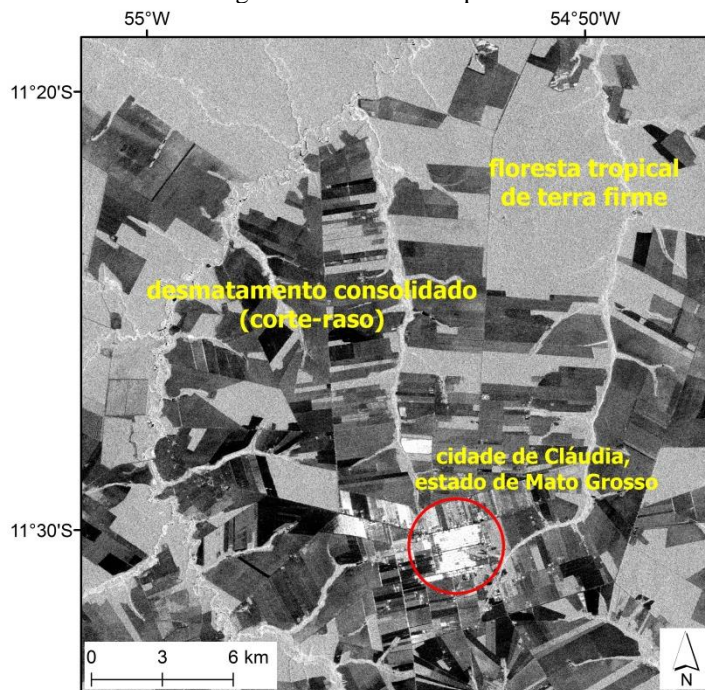 55°W
54°50'W
11°20'S
floresta tropical
de terra firme
desmatamento consolidado
(corte-raso)
cidade de Cláudia,
estado de Mato Grosso
11°30'S
0 3 6 km
N